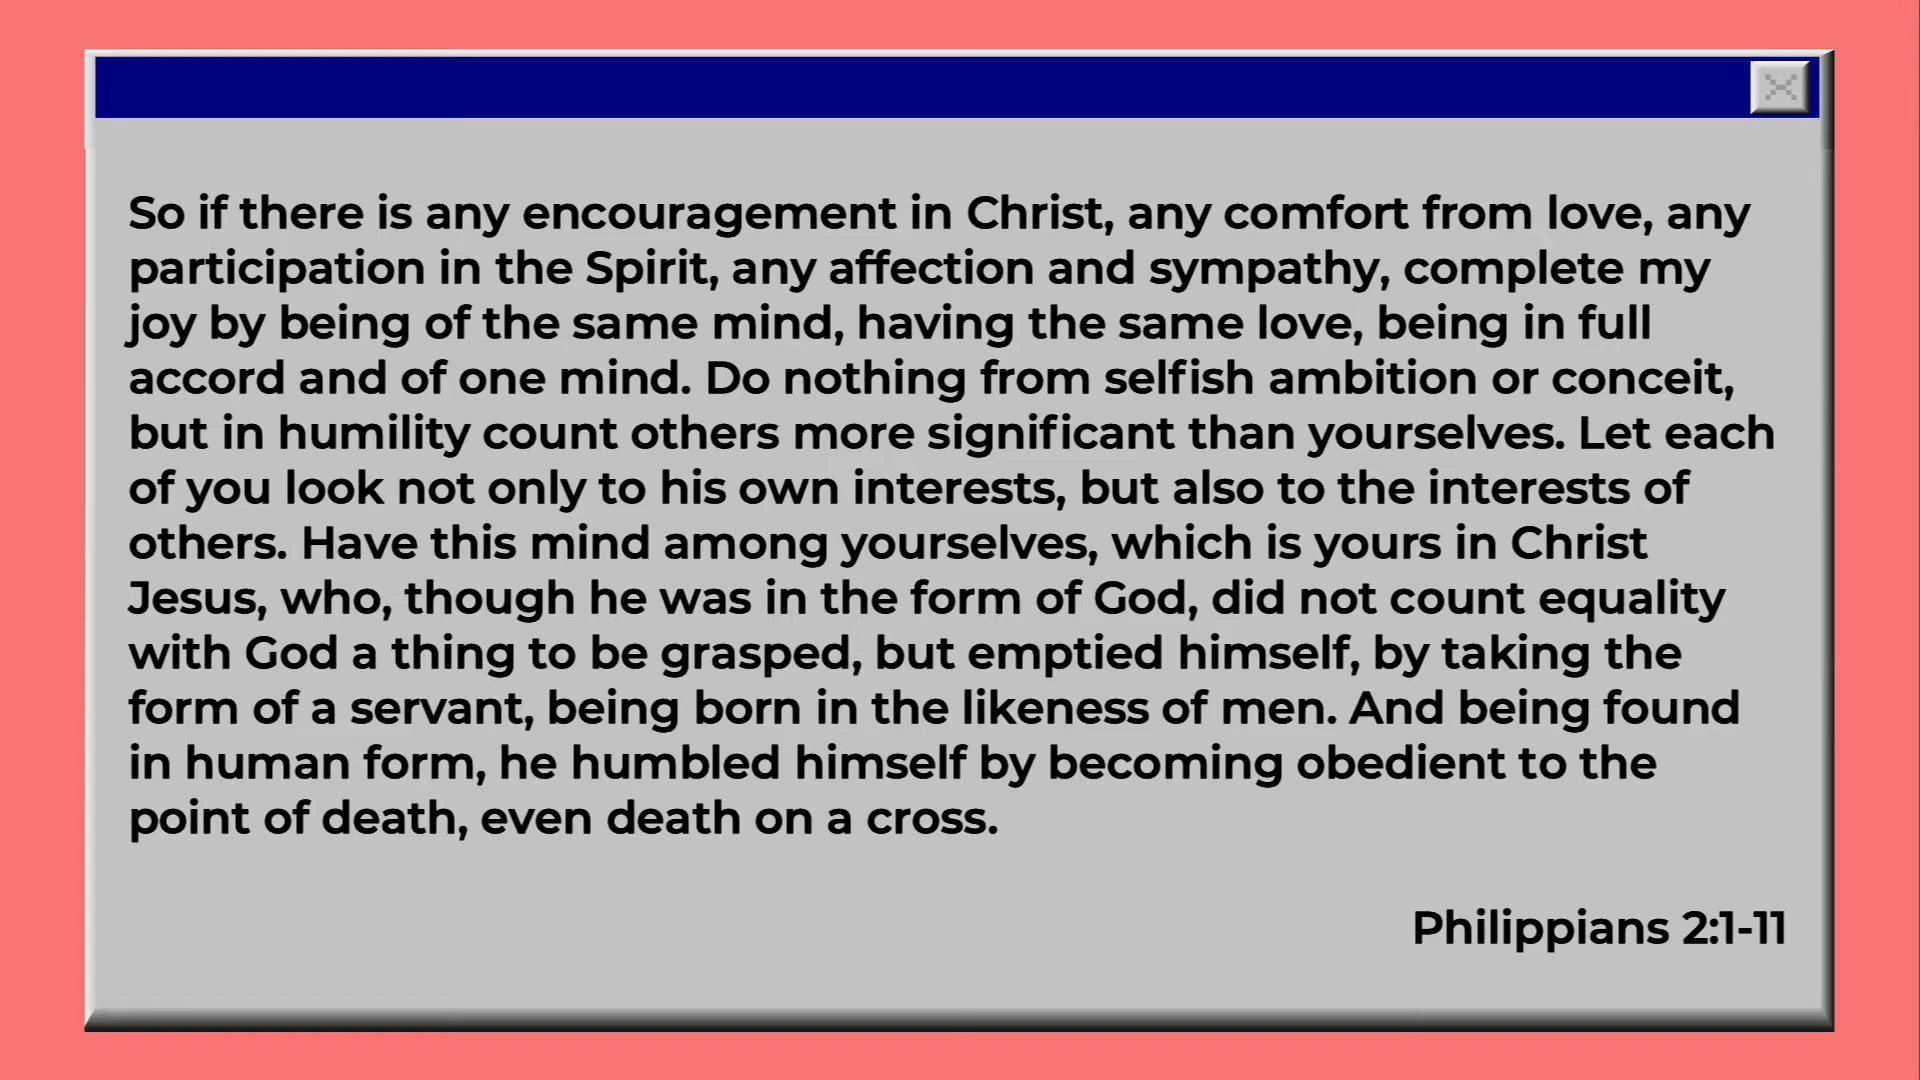 So if there is any encouragement in Christ, any comfort from love, any
participation in the Spirit, any affection and sympathy, complete my
joy by being of the same mind, having the same love, being in full
accord and of one mind. Do nothing from selfish ambition or conceit,
but in humility count others more significant than yourselves. Let each
of you look not only to his own interests, but also to the interests of
others. Have this mind among yourselves, which is yours in Christ
Jesus, who, though he was in the form of God, did not count equality
with God a thing to be grasped, but emptied himself, by taking the
form of a servant, being born in the likeness of men. And being found
in human form, he humbled himself by becoming obedient to the
point of death, even death on a cross.
Philippians 2:1-11